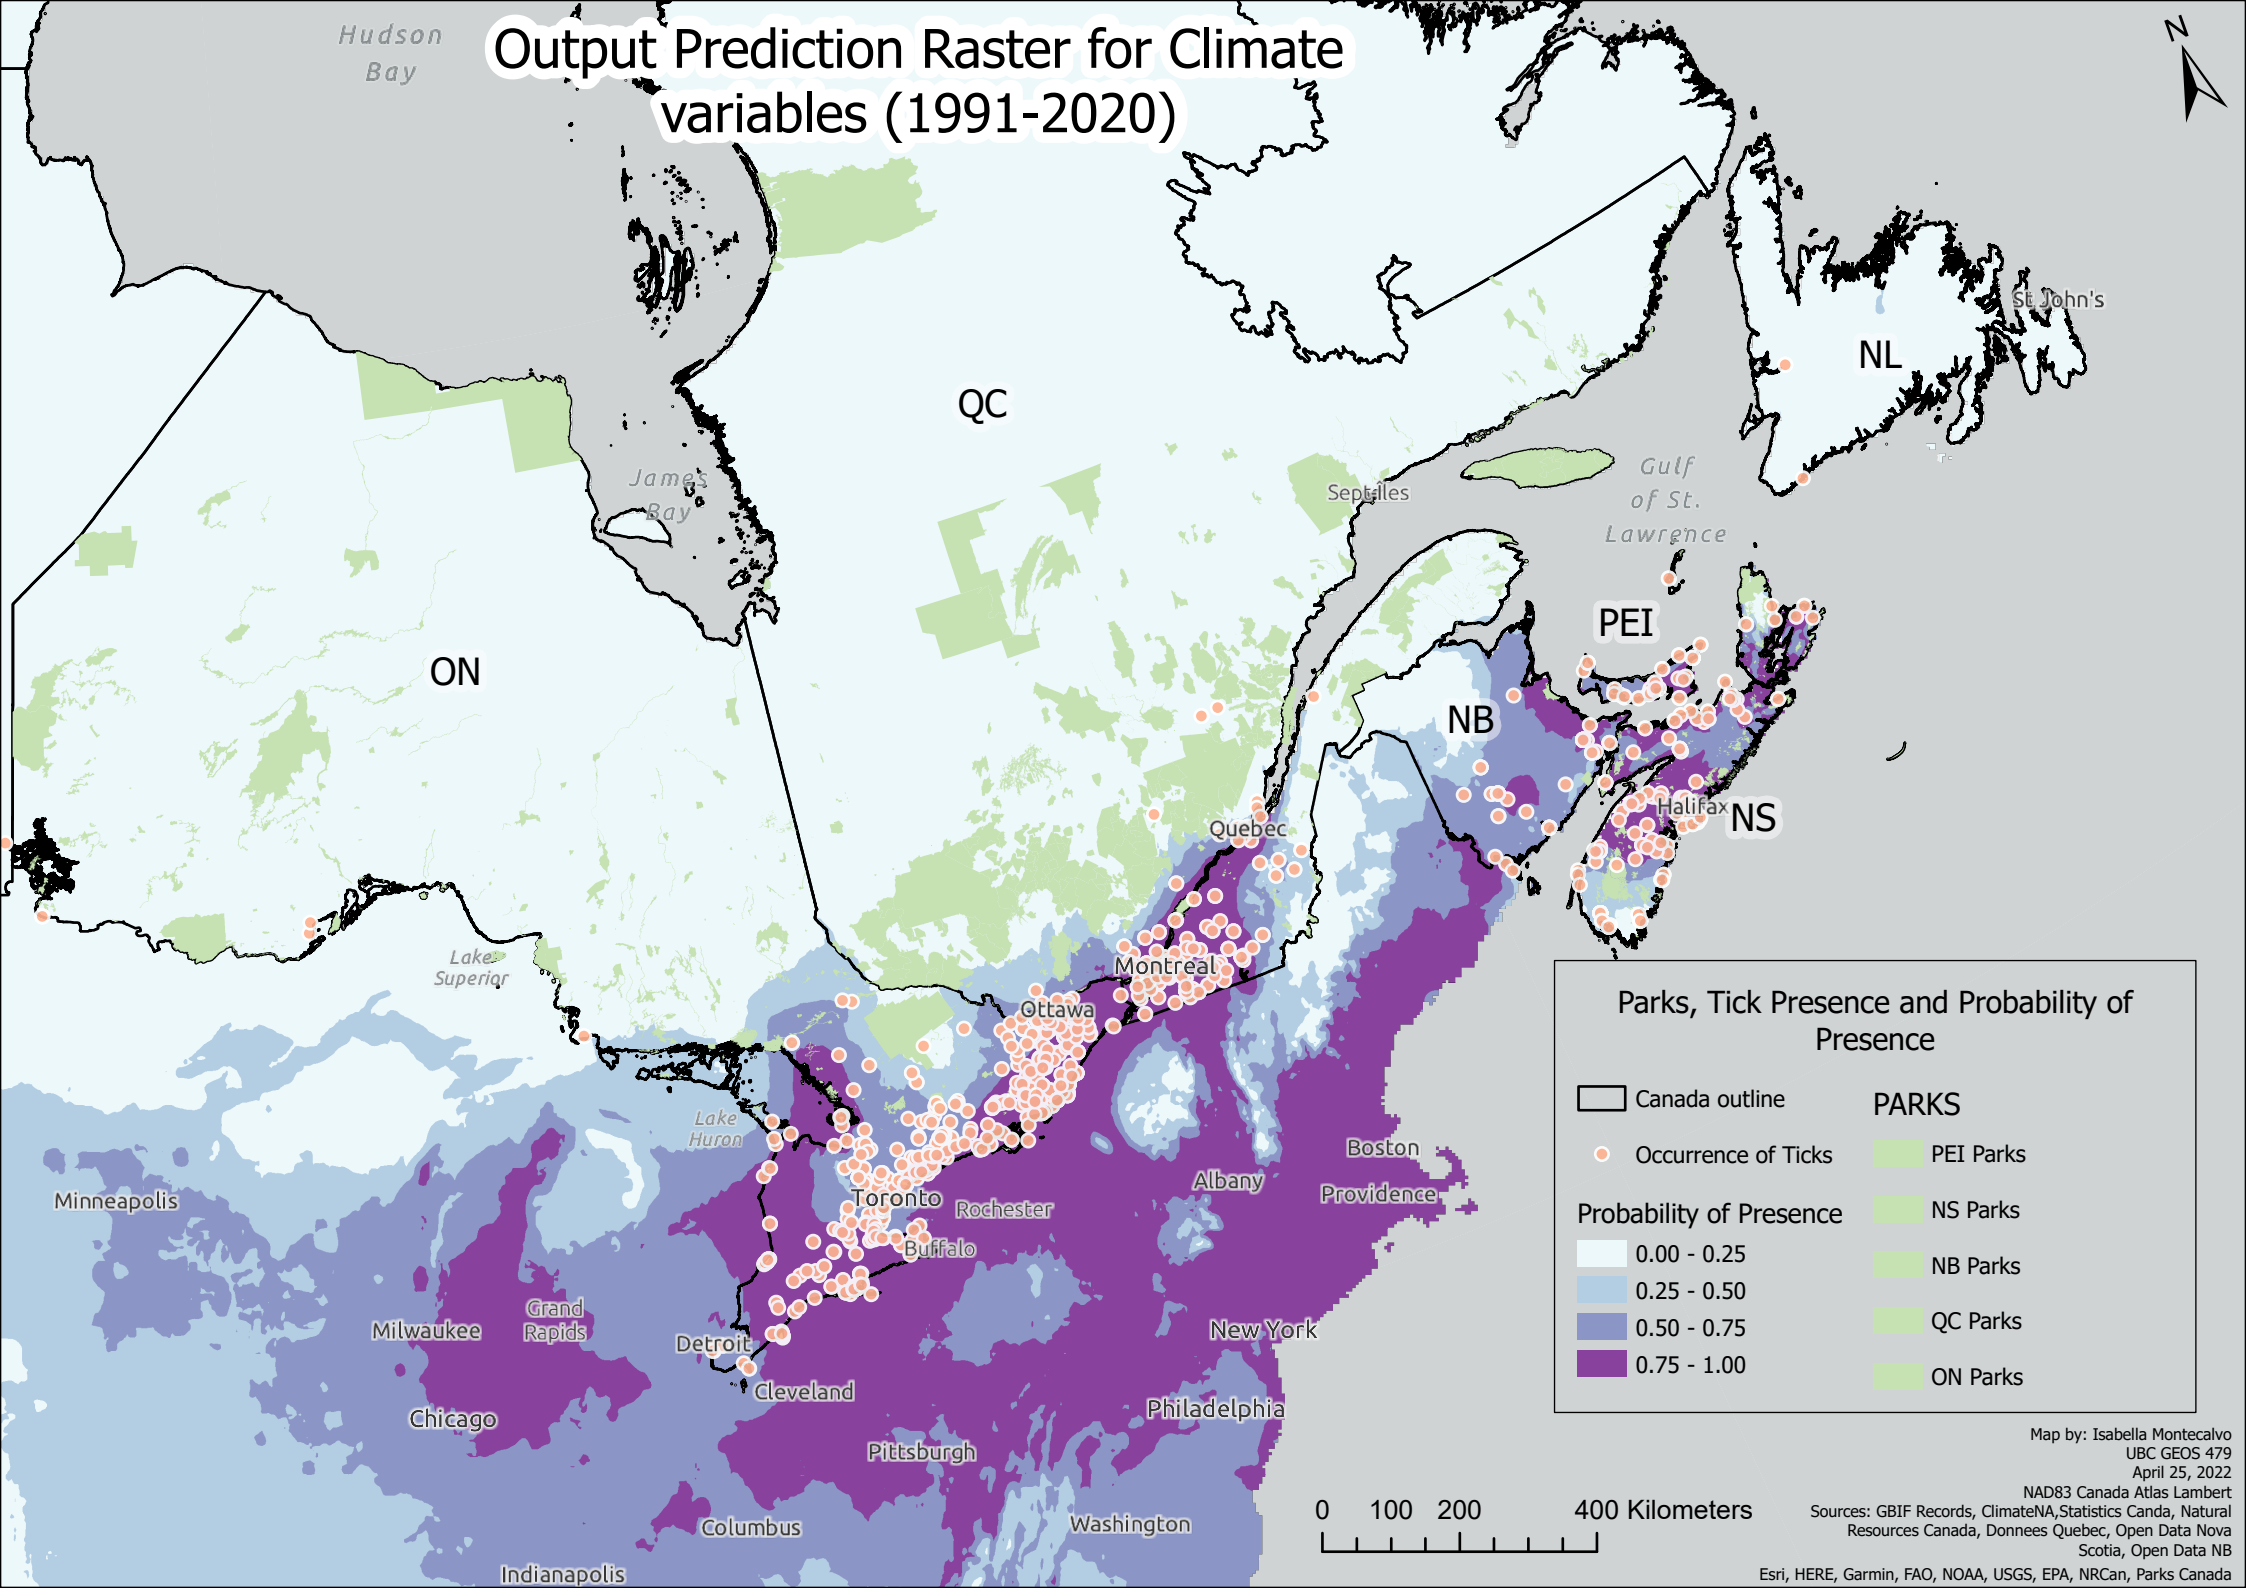 Output Prediction Raster for Climate
variables (1991-2020)
N
Hudson
Bay
St John's
NL
QC
James
Bay
Sept-Îles
Gulf
of St.
Lawrence
PEI
ON
NB
Halifax
NS
Quebec
Montreal
Lake
Superior
Ottawa
Lake
Huron
Boston
Albany
Providence
Minneapolis
Toronto
Rochester
Buffalo
Grand
Rapids
Milwaukee
Detroit
New York
Cleveland
Chicago
Philadelphia
Pittsburgh
Columbus
Washington
Indianapolis
Parks, Tick Presence and Probability of
Presence
Canada outline
Occurrence of Ticks
Probability of Presence
0.00 - 0.25
0.25 - 0.50
0.50 - 0.75
0.75 - 1.00
PARKS
PEI Parks
NS Parks
NB Parks
QC Parks
ON Parks
0 100 200 400 Kilometers
Map by: Isabella Montecalvo
UBC GEOS 479
April 25, 2022
NAD83 Canada Atlas Lambert
Sources: GBIF Records, ClimateNA,Statistics Canda, Natural
Resources Canada, Donnees Quebec, Open Data Nova
Scotia, Open Data NB
Esri, HERE, Garmin, FAO, NOAA, USGS, EPA, NRCan, Parks Canada